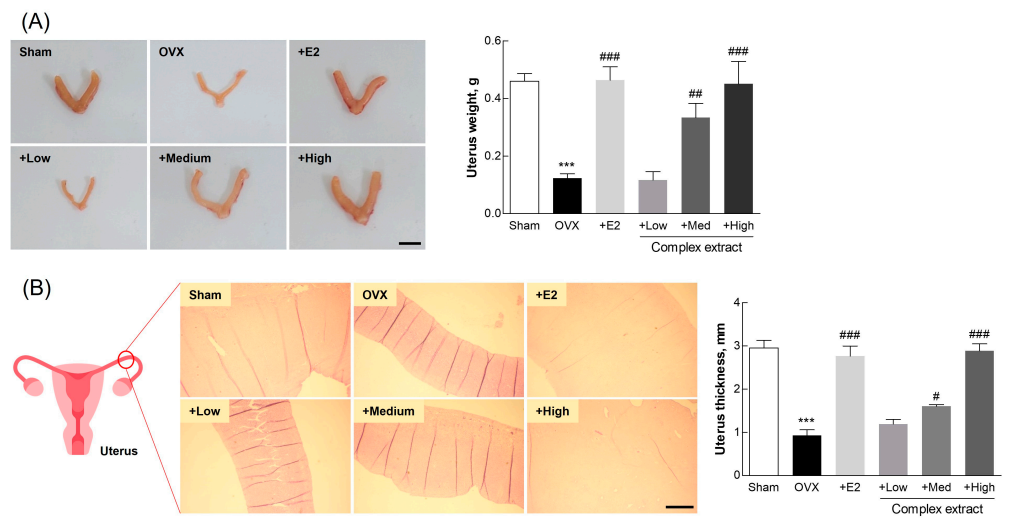 (A)
Sham
OVX
+E2
+Low
+Medium
+High
Uterus weight, g
0.6
0.4
0.2
0.0
***
###
##
###
Sham
OVX
+E2
+Low
+Med
+High
Complex extract
(B)
Uterus
Sham
OVX
+E2
+Low
+Medium
+High
Uterus thickness, mm
4
3
2
1
0
***
###
#
###
Sham
OVX
+E2
+Low
+Med
+High
Complex extract